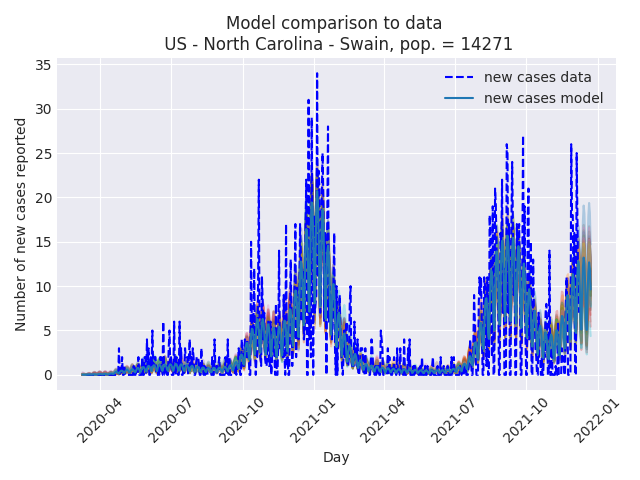 Model comparison to data
US - North Carolina - Swain, pop. = 14271
new cases data
new cases model
Number of new cases reported
35
30
25
20
15
10
5
0
2020-04
2020-07
2020-10
2021-01
2021-04
2021-07
2021-10
2022-01
Day